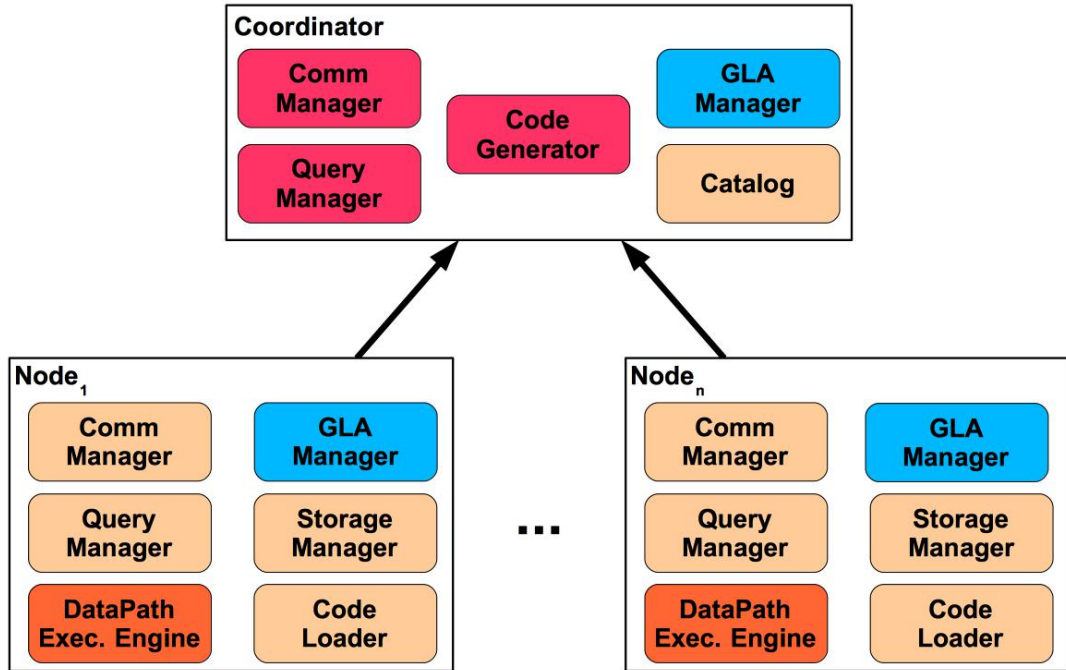 Coordinator
Comm
Manager
Code
Generator
GLA
Manager
Query
Manager
Catalog
Node1
Comm
Manager
GLA
Manager
Query
Manager
Storage
Manager
DataPath
Exec. Engine
Code
Loader
...
Noden
Comm
Manager
GLA
Manager
Query
Manager
Storage
Manager
DataPath
Exec. Engine
Code
Loader